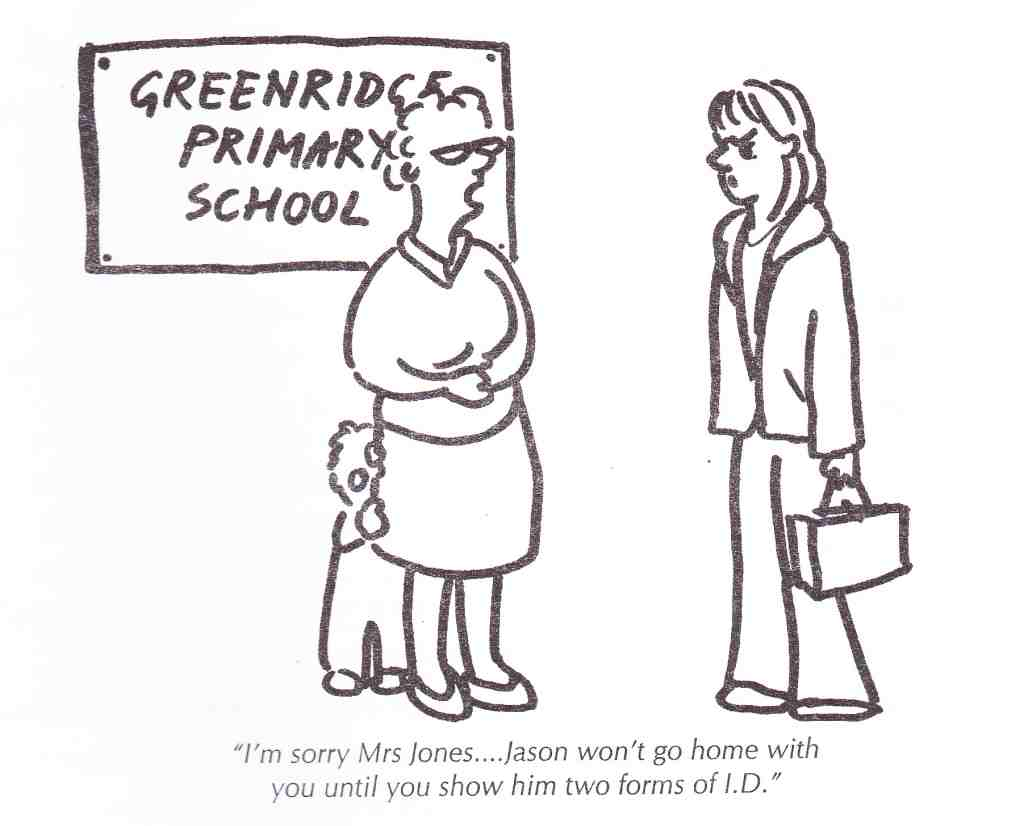 GREENRIDGE
PRIMARY
SCHOOL
"I'm sorry Mrs Jones....Jason won't go home with
you until you show him two forms of I.D."